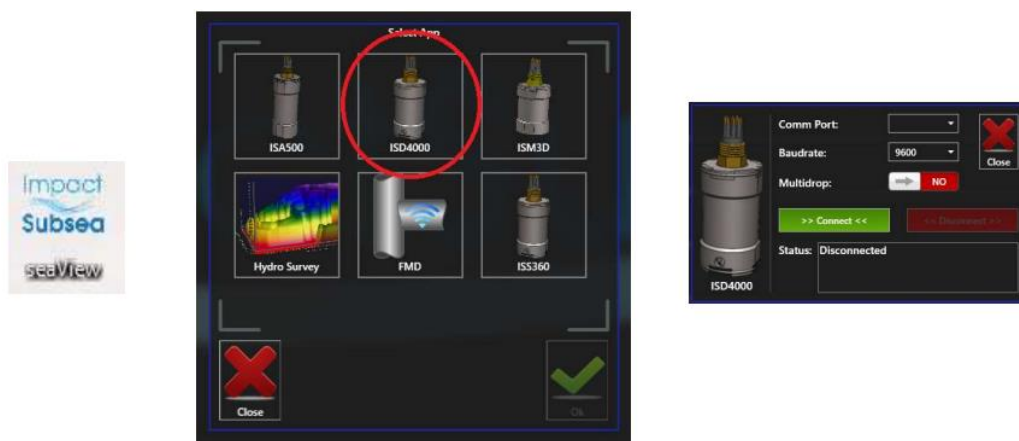 Impact
Subsea
seaView
Select App
ISA500
ISD4000
ISM3D
Hydro Survey
FMD
ISS360
Close
Ok
Comm Port:
Baudrate: 9600
Multidrop: NO
Close
>> Connect <<
<< Disconnect >>
Status: Disconnected
ISD4000